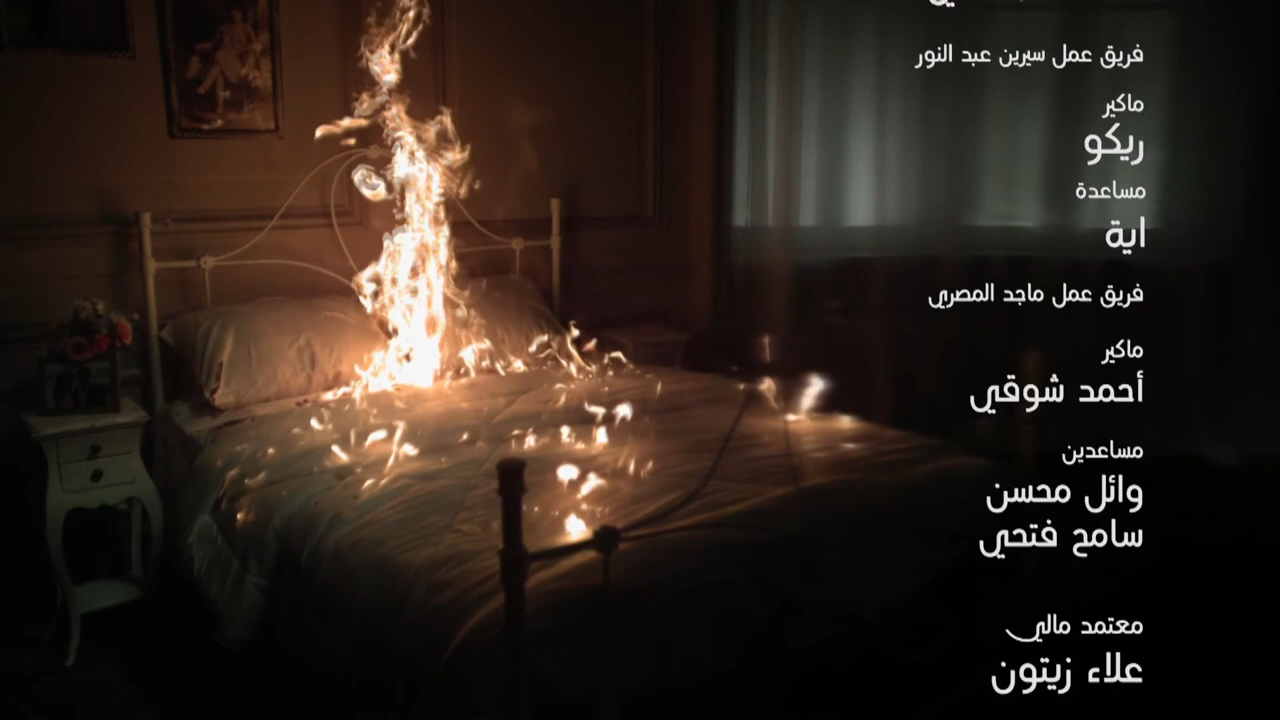 فريق عمل سيرين عبد النور
ماكير
ريكو
مساعدة
اية
فريق عمل ماجد المصري
ماكير
أحمد شوقي
مساعدين
وائل محسن
سامح فتحي
معتمد مالي
علاء زيتون